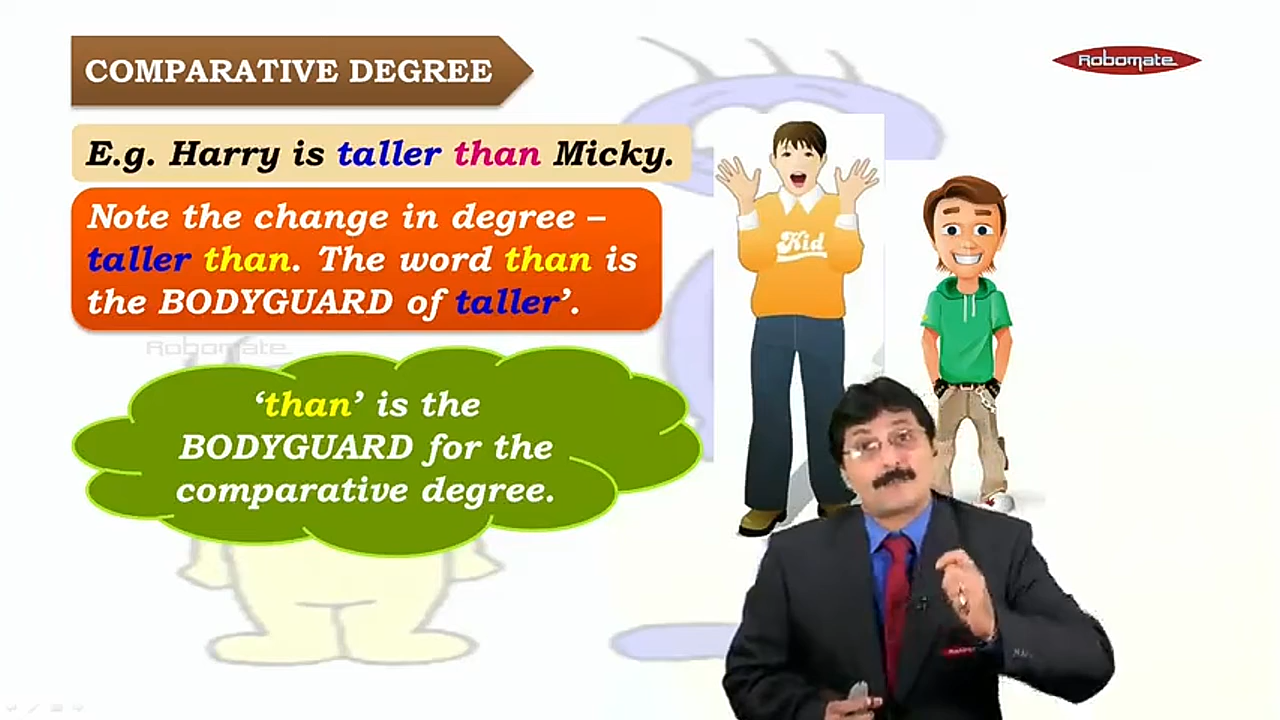 COMPARATIVE DEGREE
Robomate
E.g. Harry is taller than Micky.
Note the change in degree –
taller than. The word than is
the BODYGUARD of taller’.
Robomate
Kid
‘than’ is the
BODYGUARD for the
comparative degree.